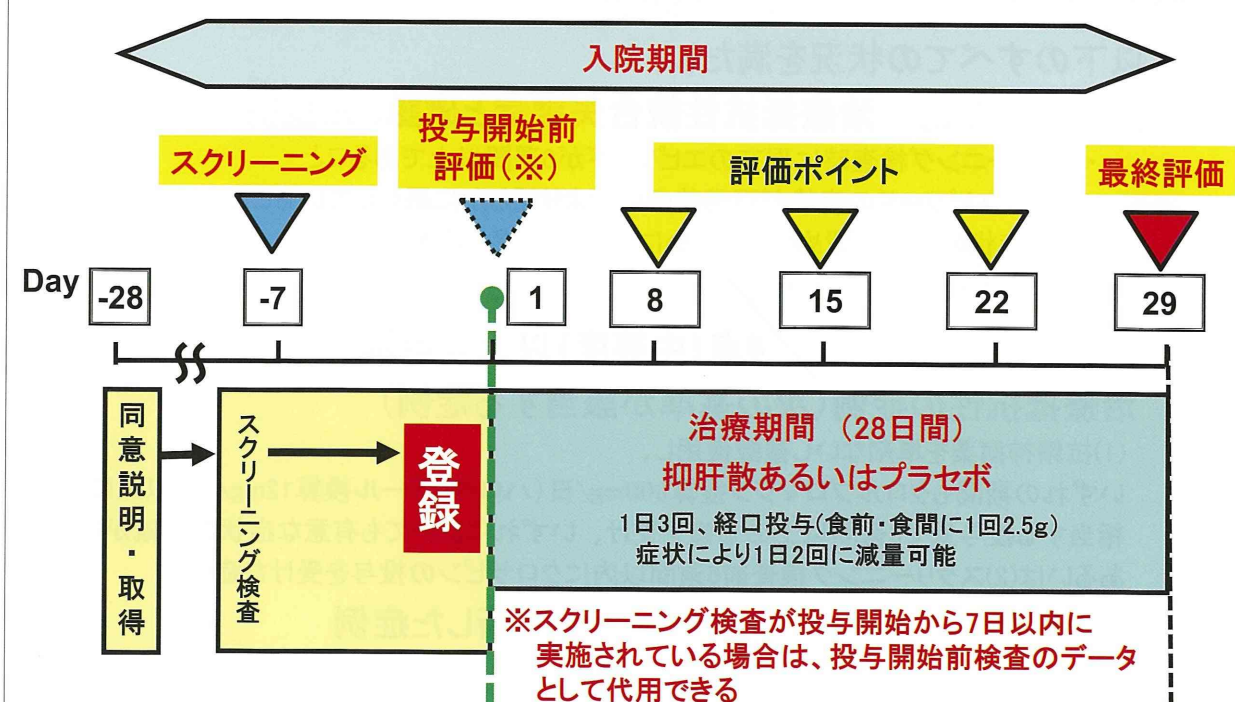 入院期間
スクリーニング
投与開始前
評価(※)
評価ポイント
最終評価
Day -28 -7 1 8 15 22 29
同意説明・取得
スクリーニング検査
登録
治療期間 (28日間)
抑肝散あるいはプラセボ
1日3回、経口投与(食前・食間に1回2.5g)
症状により1日2回に減量可能
※スクリーニング検査が投与開始から7日以内に
実施されている場合は、投与開始前検査のデータ
として代用できる